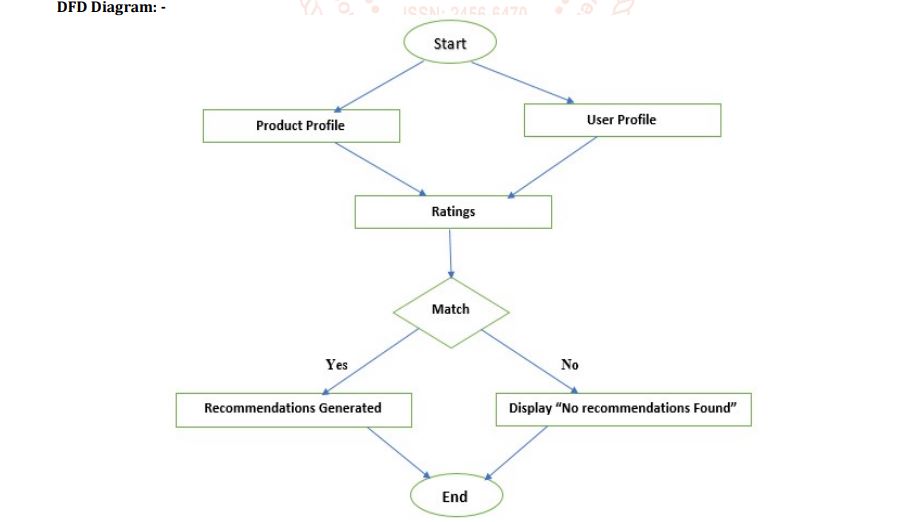 DFD Diagram: -
ISSN: 2456-6470
Start
Product Profile
User Profile
Ratings
Match
Yes
No
Recommendations Generated
Display “No recommendations Found”
End